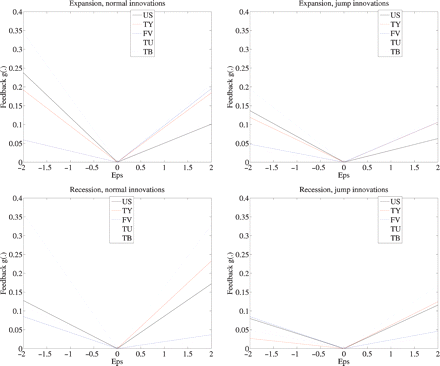 Expansion, normal innovations
Feedback g(.)
0.4
0.35
0.3
0.25
0.2
0.15
0.1
0.05
0
US
TY
FV
TU
TB
−2 −1.5 −1 −0.5 0 0.5 1 1.5 2
Eps
Expansion, jump innovations
Feedback g(.)
0.4
0.35
0.3
0.25
0.2
0.15
0.1
0.05
0
US
TY
FV
TU
TB
−2 −1.5 −1 −0.5 0 0.5 1 1.5 2
Eps
Recession, normal innovations
Feedback g(.)
0.4
0.35
0.3
0.25
0.2
0.15
0.1
0.05
0
US
TY
FV
TU
TB
−2 −1.5 −1 −0.5 0 0.5 1 1.5 2
Eps
Recession, jump innovations
Feedback g(.)
0.4
0.35
0.3
0.25
0.2
0.15
0.1
0.05
0
US
TY
FV
TU
TB
−2 −1.5 −1 −0.5 0 0.5 1 1.5 2
Eps